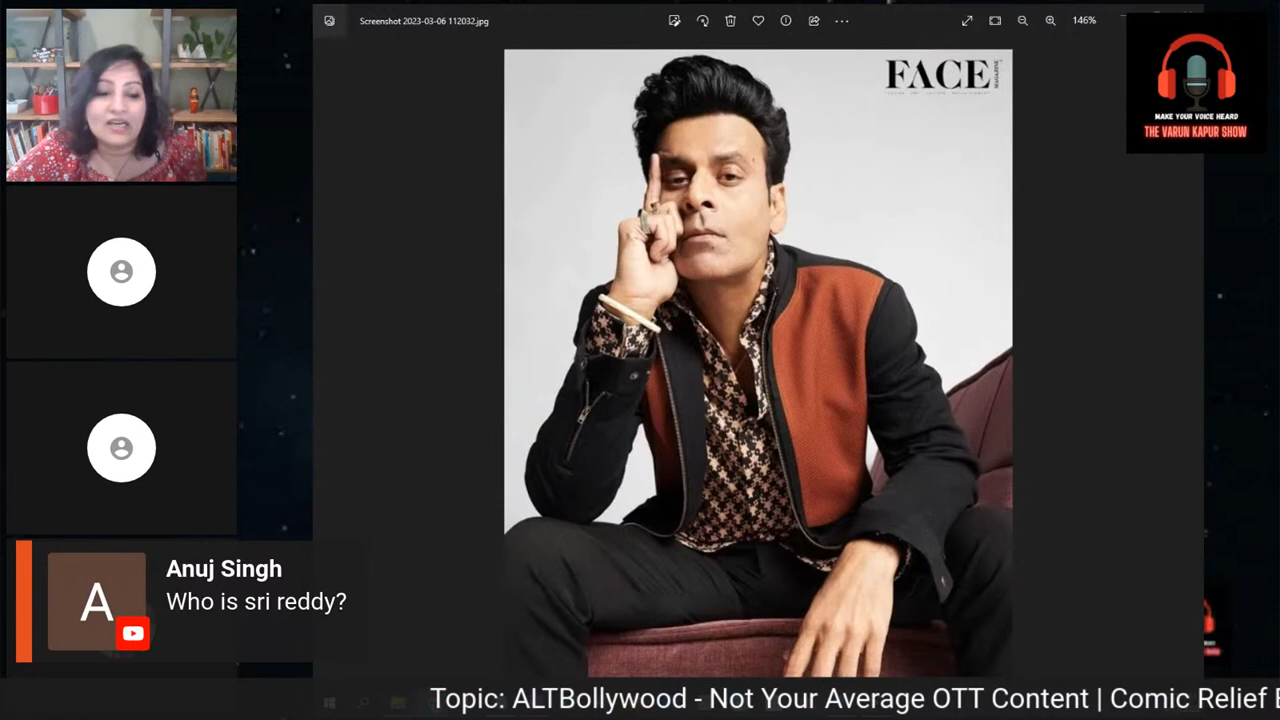 Screenshot 2023-03-06 112032.jpg
146%
FACE
MAGAZINE
MAKE YOUR VOICE HEARD
THE VARUN KAPUR SHOW
A
Anuj Singh
Who is sri reddy?
Topic: ALTBollywood - Not Your Average OTT Content | Comic Relief